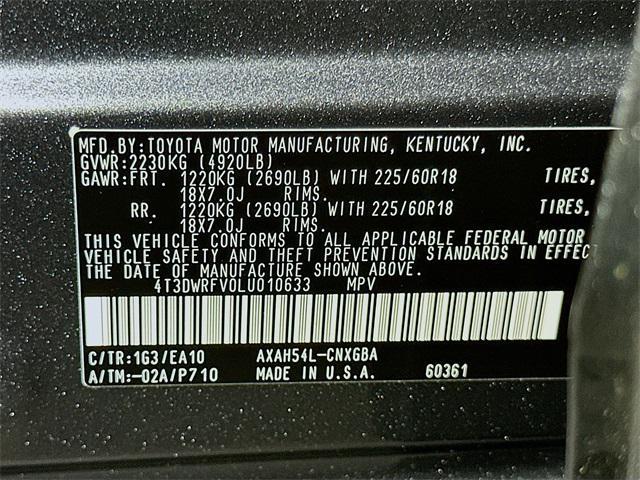 MFD.BY:TOYOTA MOTOR MANUFACTURING, KENTUCKY, INC.
GVWR:2230KG (4920LB)
GAWR:FRT. 1220KG (2690LB) WITH 225/60R18 TIRES,
18X7.0J RIMS.
RR. 1220KG (2690LB) WITH 225/60R18 TIRES,
18X7.0J RIMS.
THIS VEHICLE CONFORMS TO ALL APPLICABLE FEDERAL MOTOR
VEHICLE SAFETY AND THEFT PREVENTION STANDARDS IN EFFECT
THE DATE OF MANUFACTURE SHOWN ABOVE.
4T3DWRFV0LU010633 MPV
C/TR:1G3/EA10 AXAH54L-CNXGBA
A/TM:-02A/P710 MADE IN U.S.A. 60361